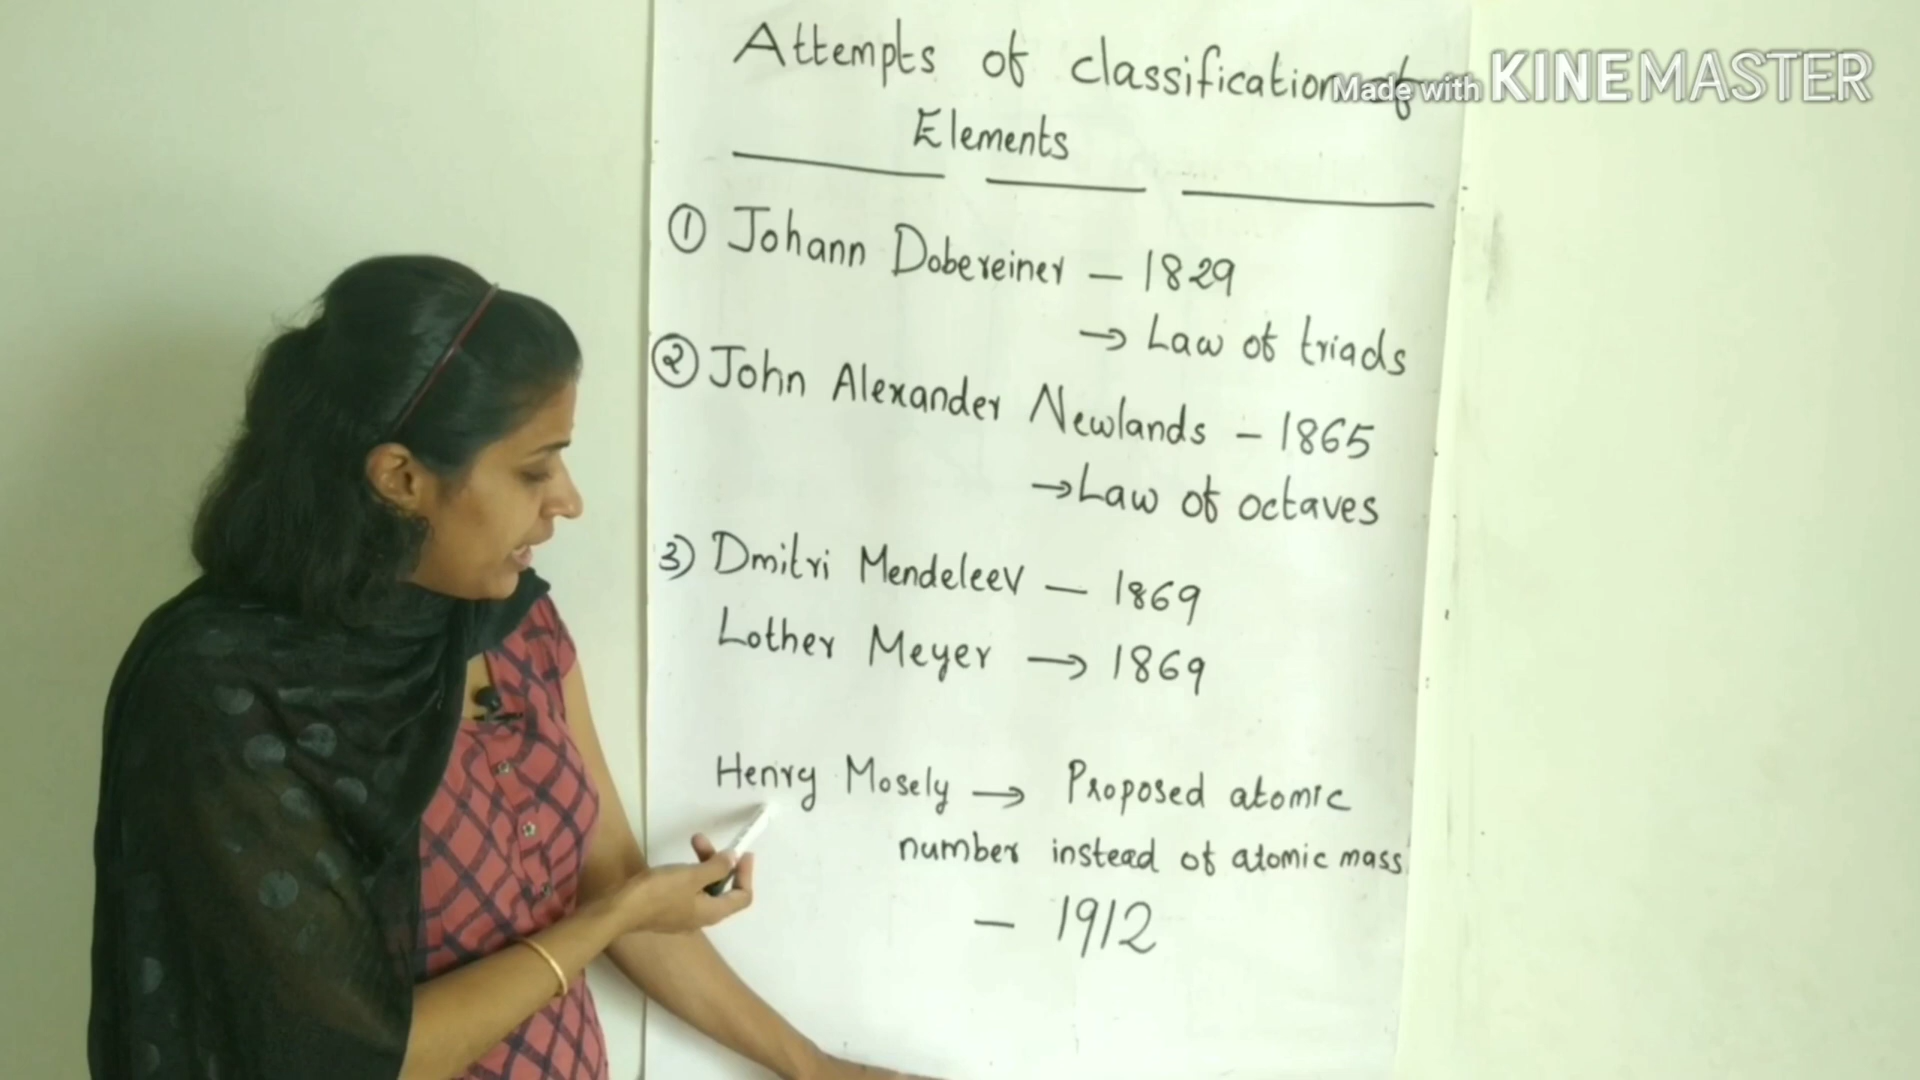 Attempts of classification of
Made with KINEMASTER
Elements
① Johann Dobereiner – 1829
→ Law of triads
② John Alexander Newlands – 1865
→ Law of octaves
3) Dmitri Mendeleev – 1869
Lother Meyer → 1869
Henry Mosely → Proposed atomic
number instead of atomic mass
– 1912